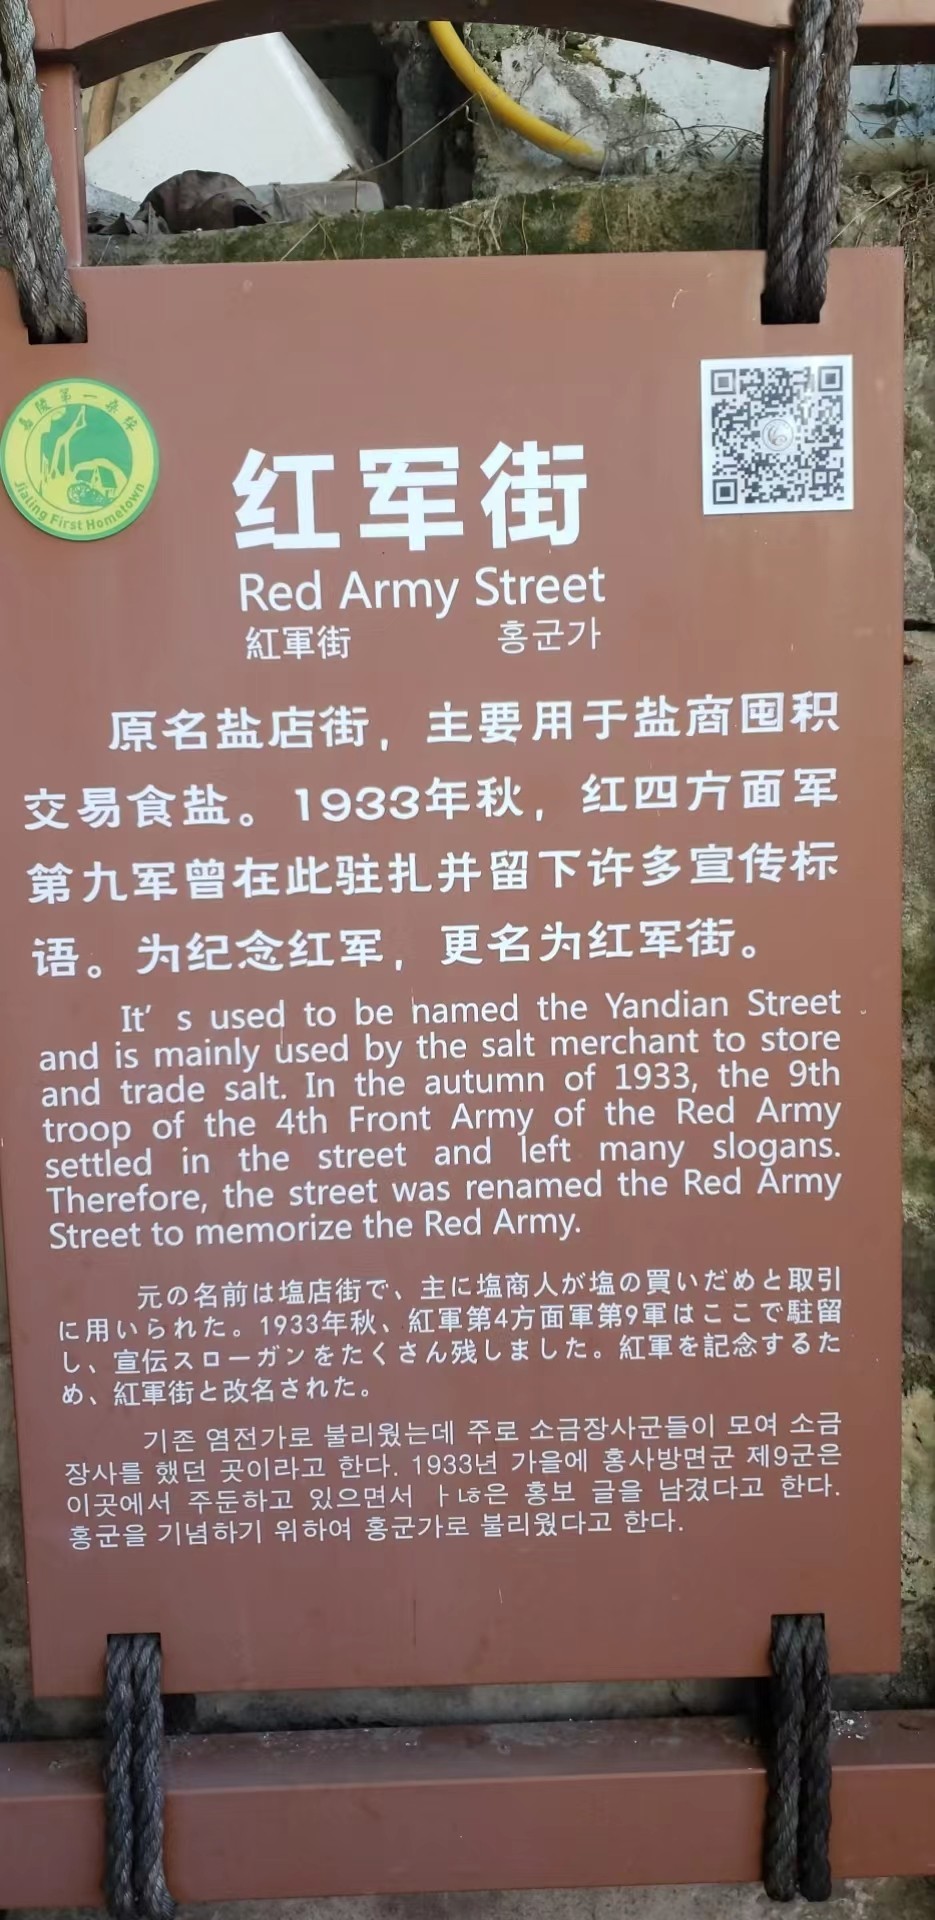 嘉陵第一桑梓
Jialing First Hometown
红军街
Red Army Street
紅軍街 홍군가
原名盐店街，主要用于盐商囤积
交易食盐。1933年秋，红四方面军
第九军曾在此驻扎并留下许多宣传标
语。为纪念红军，更名为红军街。
It’s used to be named the Yandian Street
and is mainly used by the salt merchant to store
and trade salt. In the autumn of 1933, the 9th
troop of the 4th Front Army of the Red Army
settled in the street and left many slogans.
Therefore, the street was renamed the Red Army
Street to memorize the Red Army.
元の名前は塩店街で、主に塩商人が塩の買いだめと取引
に用いられた。1933年秋、紅軍第4方面軍第9軍はここで駐留
し、宣伝スローガンをたくさん残しました。紅軍を記念するた
め、紅軍街と改名された。
기존 염전가로 불리웠는데 주로 소금장사군들이 모여 소금
장사를 했던 곳이라고 한다. 1933년 가을에 홍사방면군 제9군은
이곳에서 주둔하고 있으면서 ㅏㄶ은 홍보 글을 남겼다고 한다.
홍군을 기념하기 위하여 홍군가로 불리웠다고 한다.